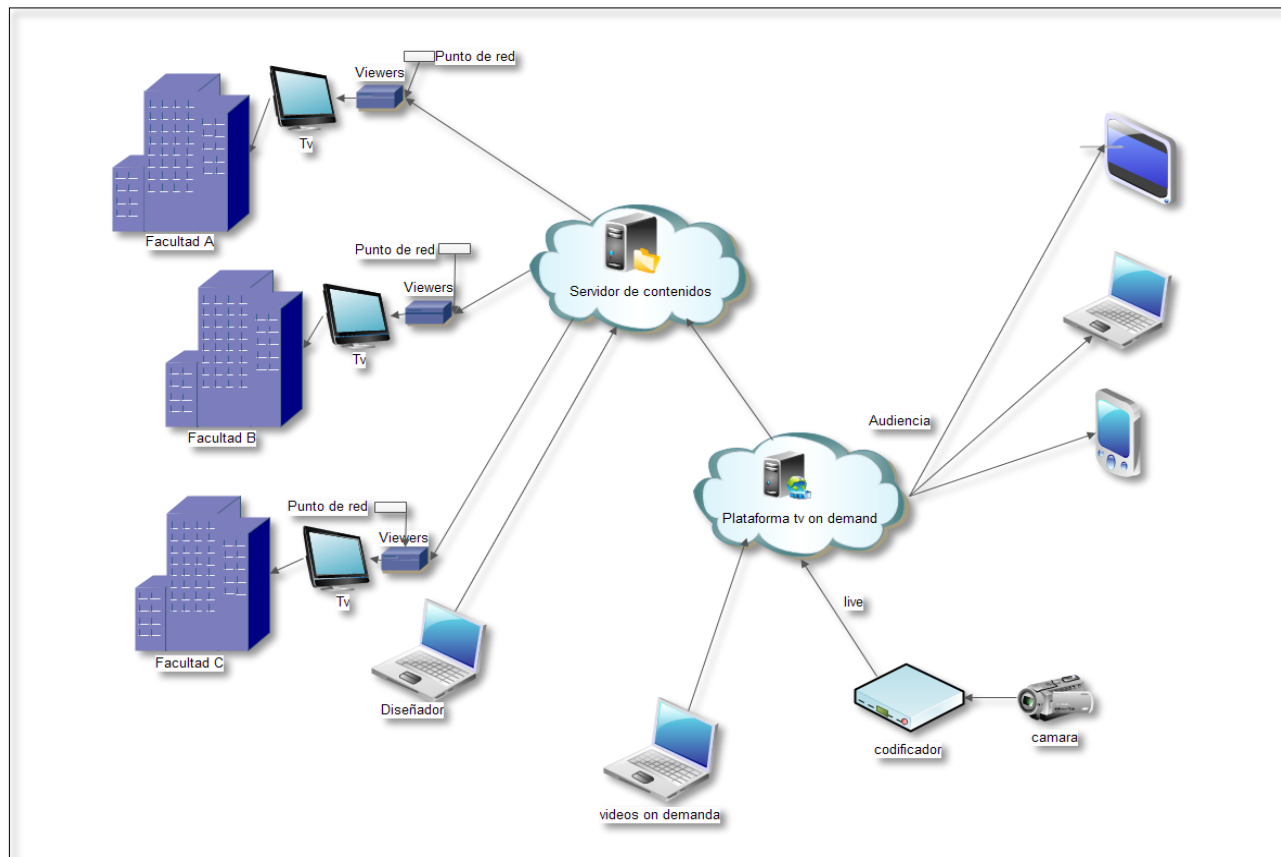 Punto de red
Viewers
Tv
Facultad A
Punto de red
Viewers
Tv
Facultad B
Punto de red
Viewers
Tv
Facultad C
Servidor de contenidos
Diseñador
Audiencia
Plataforma tv on demand
live
videos on demanda
codificador
camara